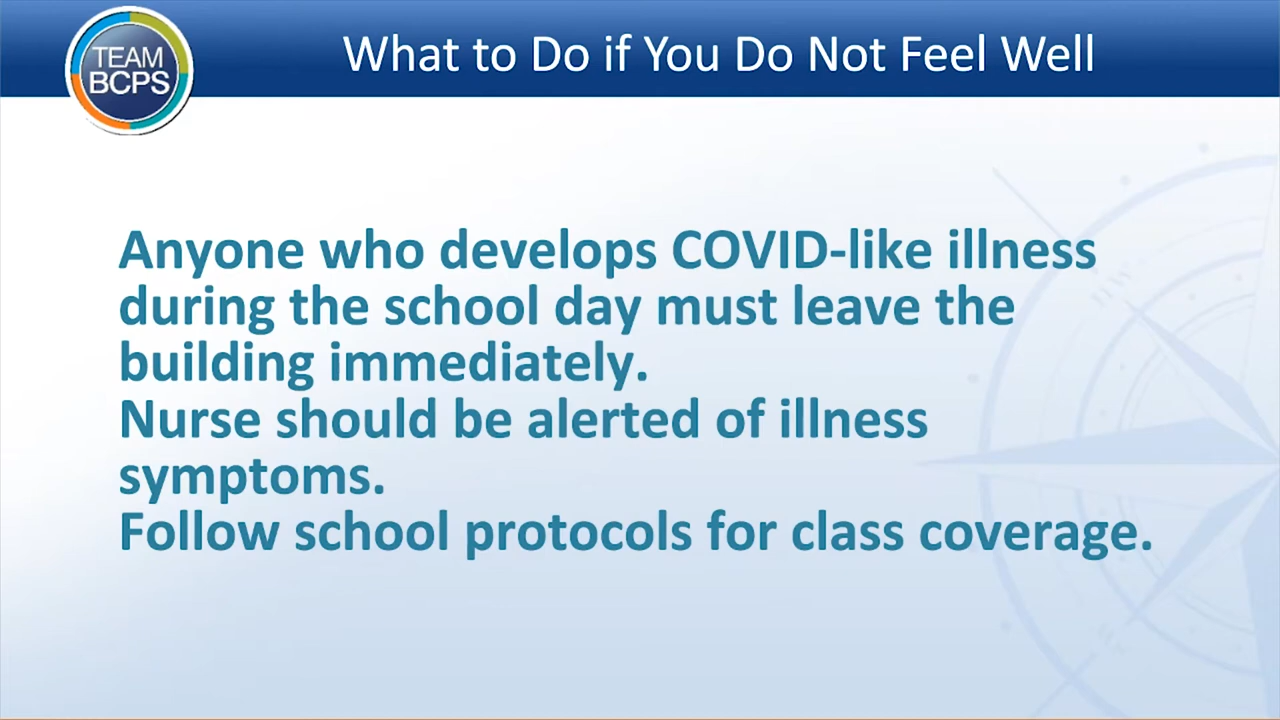 TEAM
BCPS
What to Do if You Do Not Feel Well
Anyone who develops COVID-like illness
during the school day must leave the
building immediately.
Nurse should be alerted of illness
symptoms.
Follow school protocols for class coverage.